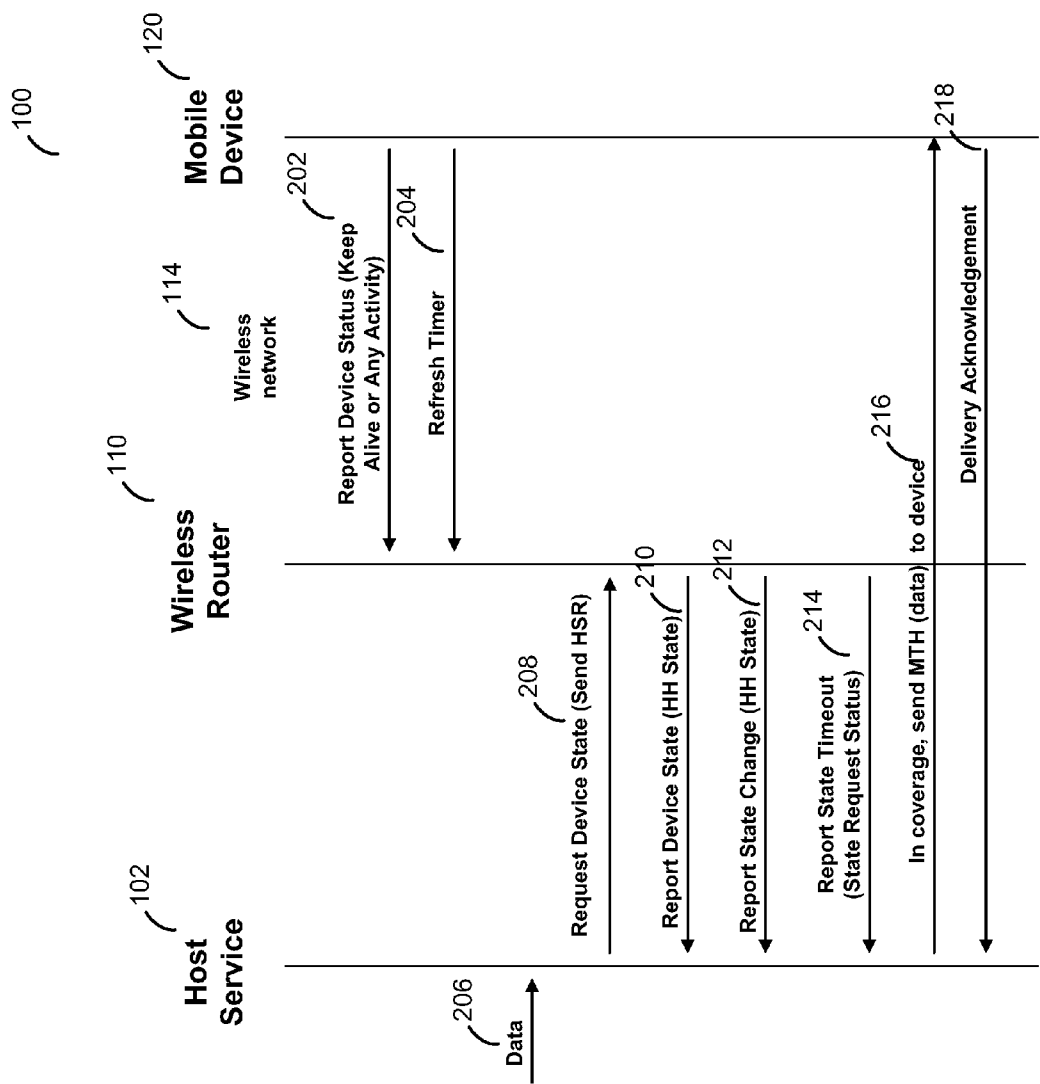 100
102
Host
Service
110
Wireless
Router
114
Wireless
network
120
Mobile
Device
202
Report Device Status (Keep
Alive or Any Activity)
204
Refresh Timer
206
Data
208
Request Device State (Send HSR)
210
Report Device State (HH State)
212
Report State Change (HH State)
214
Report State Timeout
(State Request Status)
216
In coverage, send MTH (data) to device
218
Delivery Acknowledgement